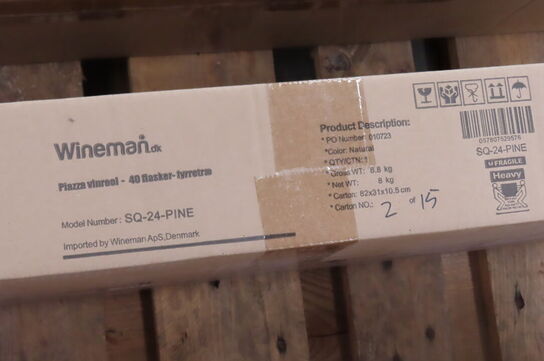 Wineman.dk
Piazza vinreol - 40 flasker- fyrretræ
Model Number: SQ-24-PINE
Imported by Wineman ApS, Denmark
Product Description:
* PO Number: 010723
*Color: Natural
* QTY/CTN: 1
* Gross WT: 8.8 kg
* Net WT: 8 kg
* Carton: 82x31x10.5cm
* Carton NO.: 2 of 15
057807529576
SQ-24-PINE
FRAGILE
Heavy